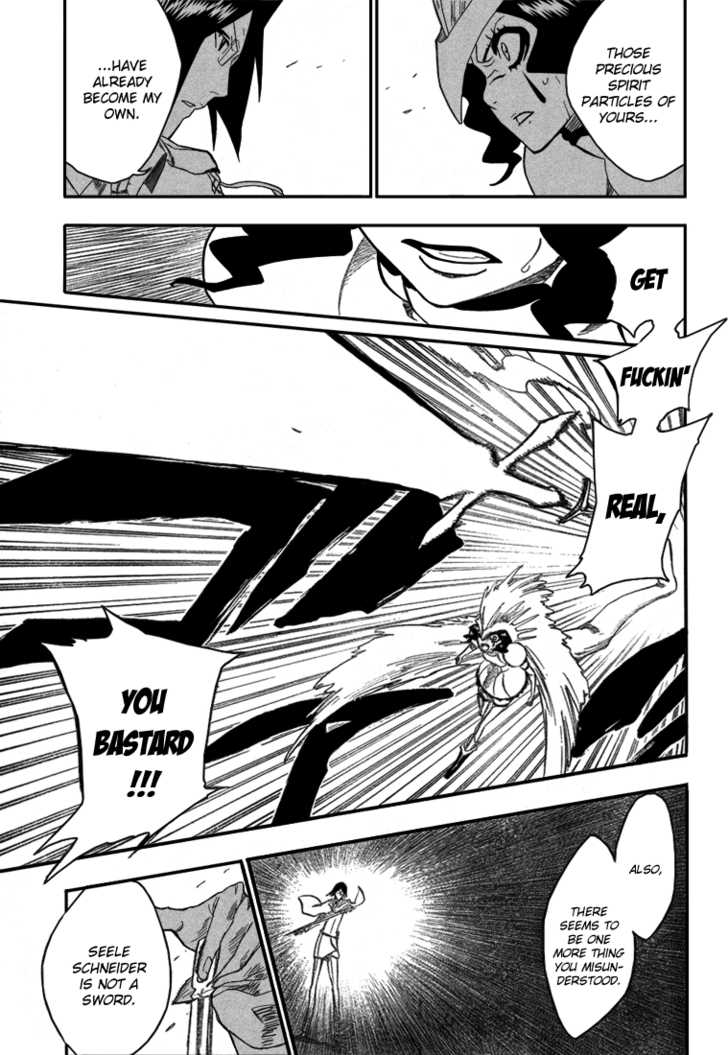 THOSE
PRECIOUS
SPIRIT
PARTICLES OF
YOURS...
...HAVE
ALREADY
BECOME MY
OWN.
GET
FUCKIN'
REAL,
YOU
BASTARD
!!!
ALSO,
THERE
SEEMS TO
BE ONE
MORE THING
YOU MISUN-
DERSTOOD.
SEELE
SCHNEIDER
IS NOT A
SWORD.